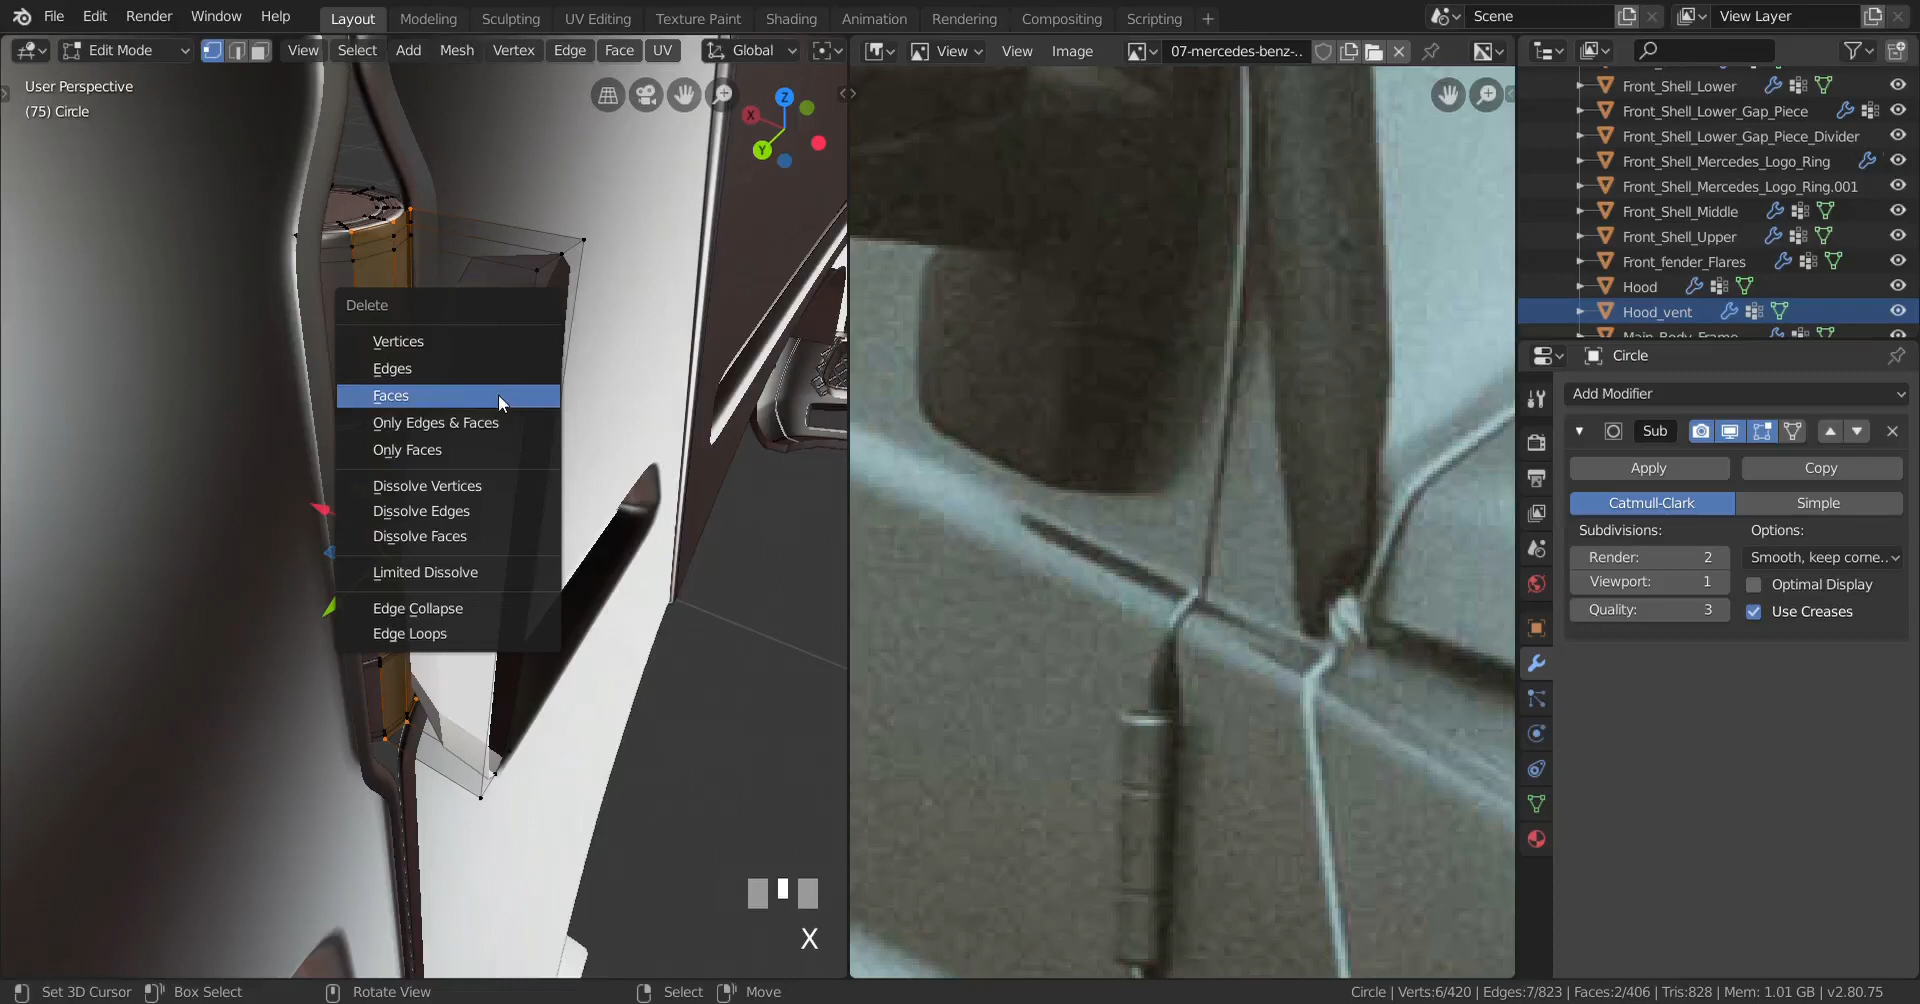 File Edit Render Window Help
Layout Modeling Sculpting UV Editing Texture Paint Shading Animation Rendering Compositing Scripting +
Scene
View Layer
Edit Mode
View Select Add Mesh Vertex Edge Face UV
Global
View
View Image
07-mercedes-benz-..
User Perspective
(75) Circle
Z
X
Y
Delete
Vertices
Edges
Faces
Only Edges & Faces
Only Faces
Dissolve Vertices
Dissolve Edges
Dissolve Faces
Limited Dissolve
Edge Collapse
Edge Loops
X
Front_Shell_Lower
Front_Shell_Lower_Gap_Piece
Front_Shell_Lower_Gap_Piece_Divider
Front_Shell_Mercedes_Logo_Ring
Front_Shell_Mercedes_Logo_Ring.001
Front_Shell_Middle
Front_Shell_Upper
Front_fender_Flares
Hood
Hood_vent
Main_Body_Frame
Circle
Add Modifier
Sub
Apply Copy
Catmull-Clark Simple
Subdivisions: Options:
Render: 2 Smooth, keep corne..
Viewport: 1 Optimal Display
Quality: 3 Use Creases
Set 3D Cursor Box Select Rotate View Select Move
Circle | Verts:6/420 | Edges:7/823 | Faces:2/406 | Tris:828 | Mem: 1.01 GB | v2.80.75